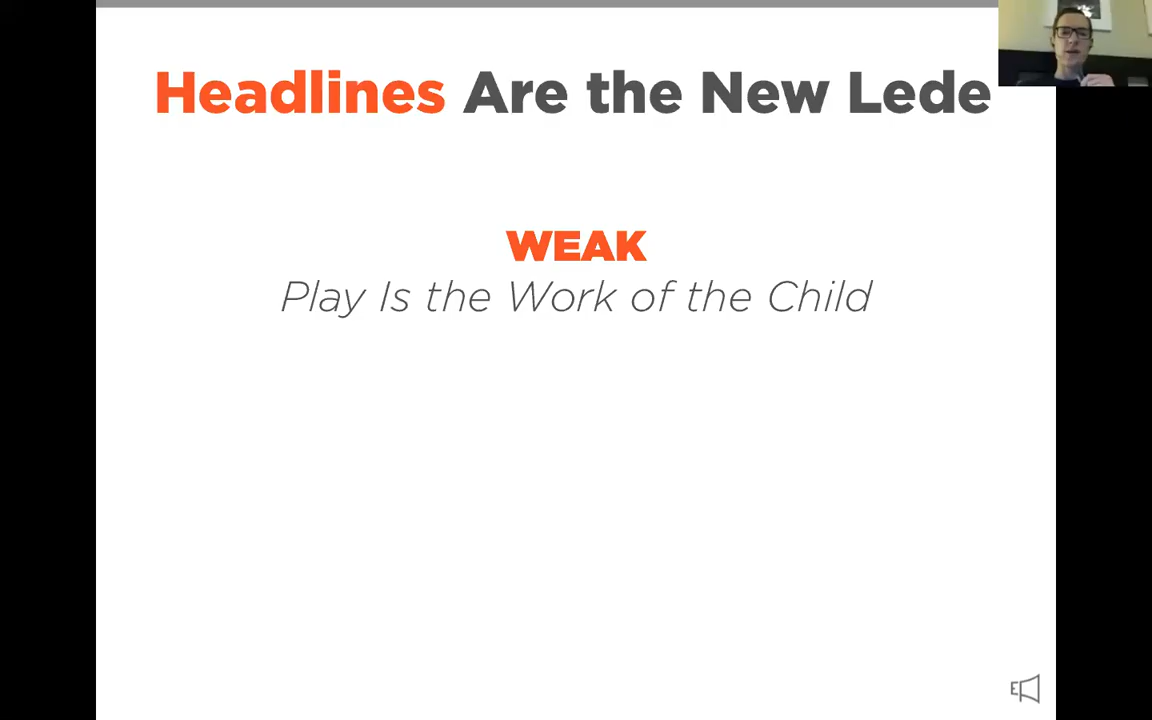 Headlines Are the New Lede
WEAK
Play Is the Work of the Child